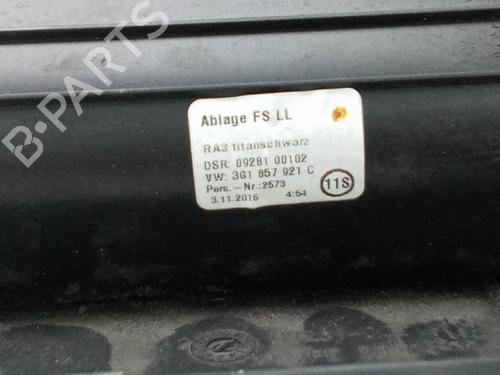 Ablage FS LL
RA3 titanschwarz
DSR: 09281 00102
VW: 3G1 857 921 C
Pers. - Nr.:2573
3.11.2016 4:54
11S
B-PARTS